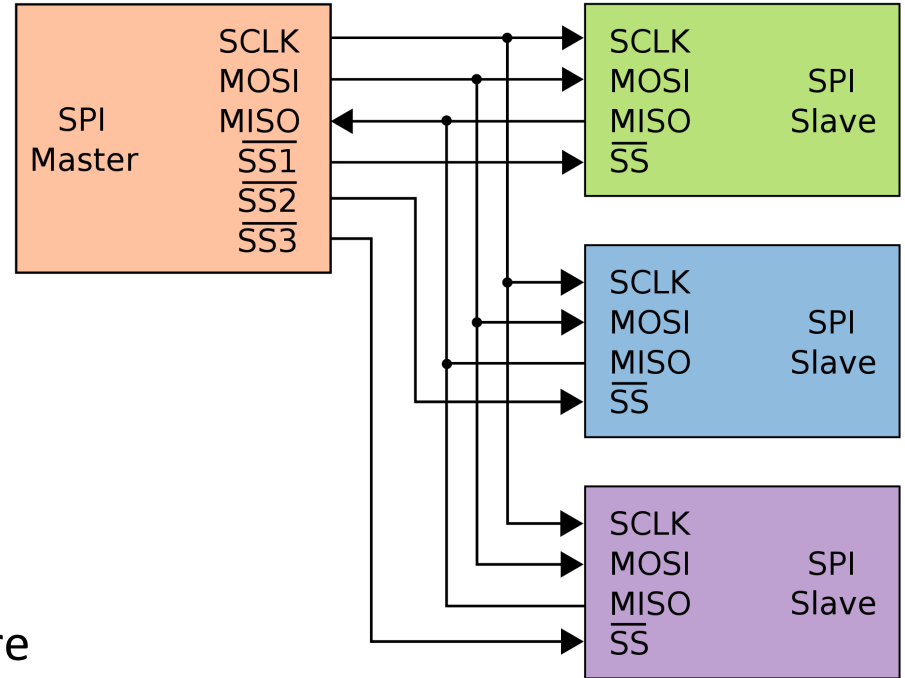 SPI
Master
SCLK
MOSI
MISO
SS1
SS2
SS3
SCLK
MOSI
MISO
SS
SPI
Slave
SCLK
MOSI
MISO
SS
SPI
Slave
SCLK
MOSI
MISO
SS
SPI
Slave
re